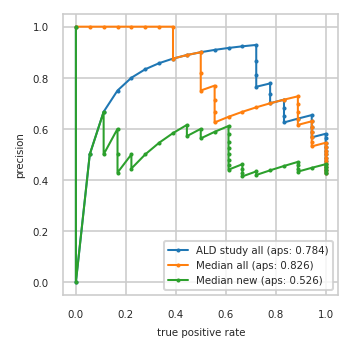 1.0
0.8
0.6
0.4
0.2
0.0
precision
0.0 0.2 0.4 0.6 0.8 1.0
true positive rate
ALD study all (aps: 0.784)
Median all (aps: 0.826)
Median new (aps: 0.526)